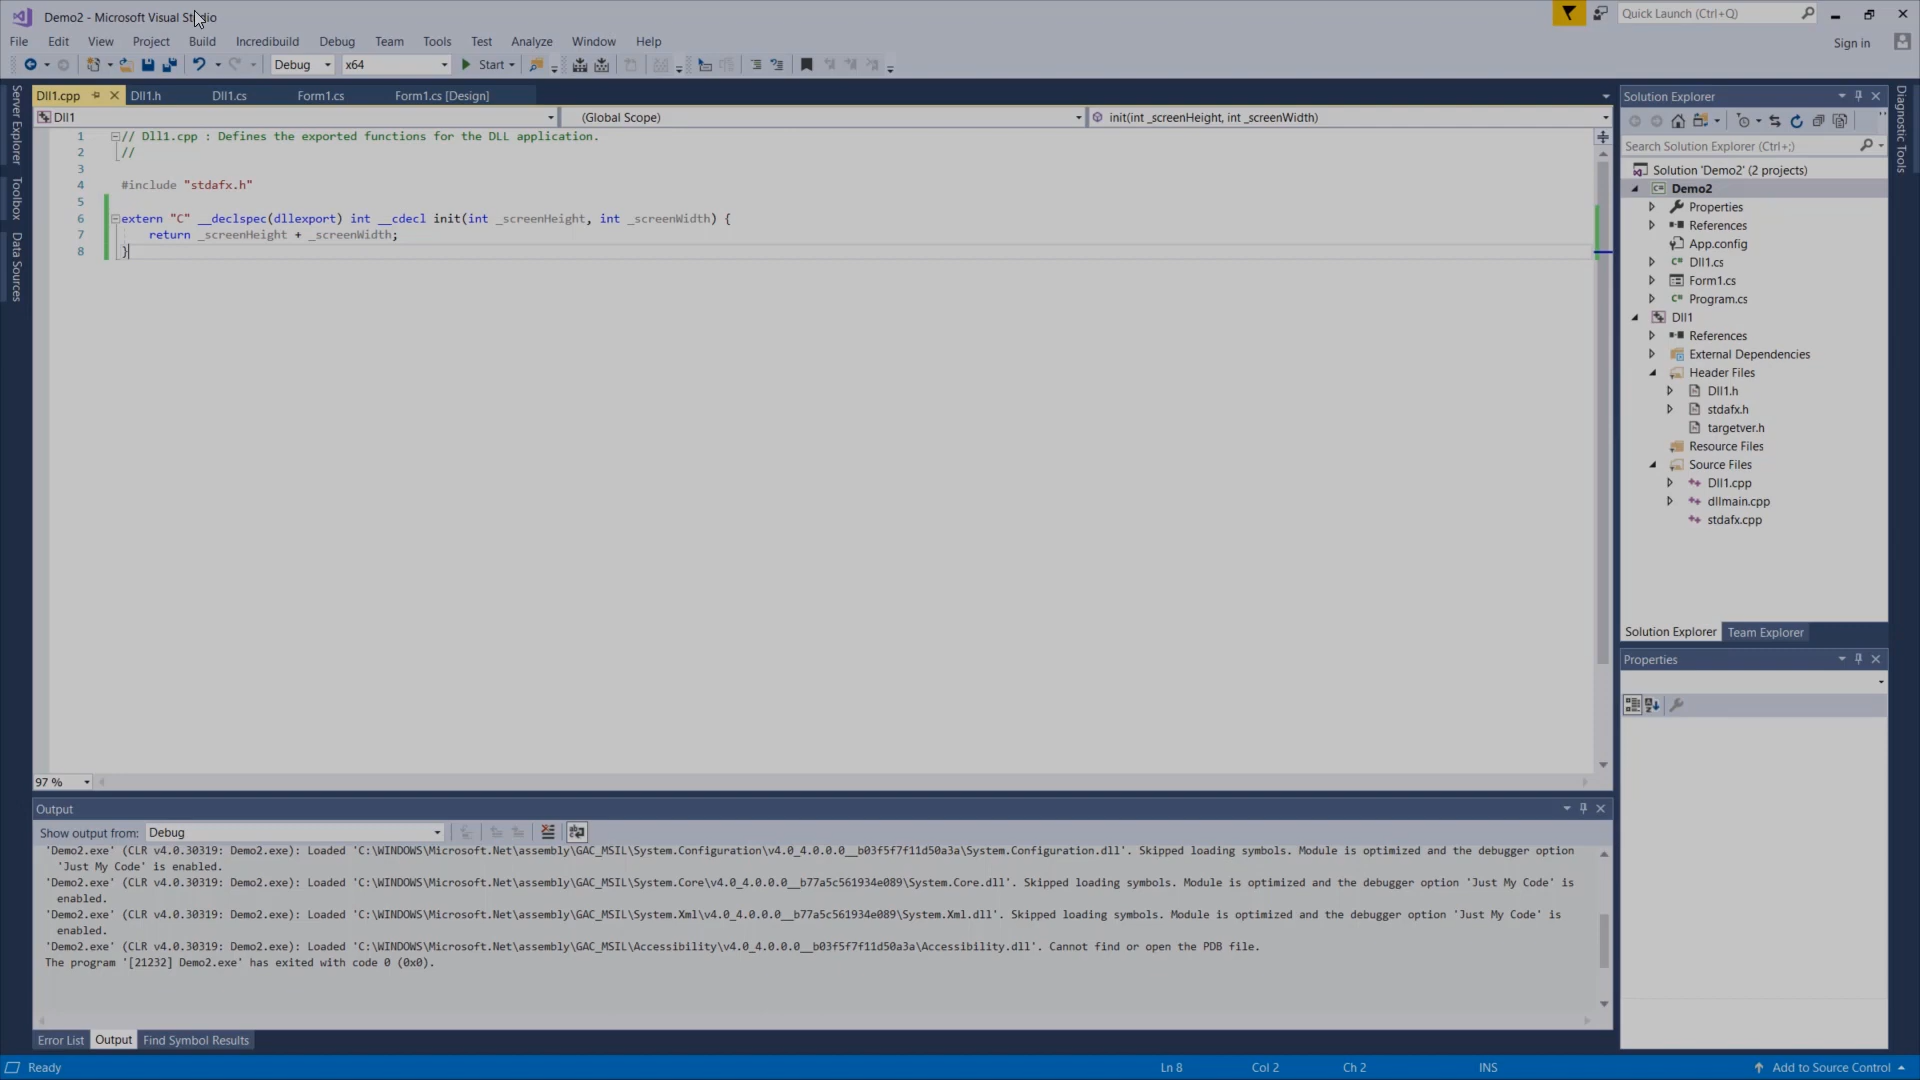 Demo2 - Microsoft Visual Studio
Quick Launch (Ctrl+Q)
File Edit View Project Build Incredibuild Debug Team Tools Test Analyze Window Help
Sign in
Debug x64 Start
Server Explorer
Toolbox
Data Sources
Dll1.cpp Dll1.h Dll1.cs Form1.cs Form1.cs [Design]
Dll1 (Global Scope) init(int _screenHeight, int _screenWidth)
1 // Dll1.cpp : Defines the exported functions for the DLL application.
2 //
3
4 #include "stdafx.h"
5
6 extern "C" __declspec(dllexport) int __cdecl init(int _screenHeight, int _screenWidth) {
7 return _screenHeight + _screenWidth;
8 }
97 %
Output
Show output from: Debug
'Demo2.exe' (CLR v4.0.30319: Demo2.exe): Loaded 'C:\WINDOWS\Microsoft.Net\assembly\GAC_MSIL\System.Configuration\v4.0_4.0.0.0__b03f5f7f11d50a3a\System.Configuration.dll'. Skipped loading symbols. Module is optimized and the debugger option
'Just My Code' is enabled.
'Demo2.exe' (CLR v4.0.30319: Demo2.exe): Loaded 'C:\WINDOWS\Microsoft.Net\assembly\GAC_MSIL\System.Core\v4.0_4.0.0.0__b77a5c561934e089\System.Core.dll'. Skipped loading symbols. Module is optimized and the debugger option 'Just My Code' is
enabled.
'Demo2.exe' (CLR v4.0.30319: Demo2.exe): Loaded 'C:\WINDOWS\Microsoft.Net\assembly\GAC_MSIL\System.Xml\v4.0_4.0.0.0__b77a5c561934e089\System.Xml.dll'. Skipped loading symbols. Module is optimized and the debugger option 'Just My Code' is
enabled.
'Demo2.exe' (CLR v4.0.30319: Demo2.exe): Loaded 'C:\WINDOWS\Microsoft.Net\assembly\GAC_MSIL\Accessibility\v4.0_4.0.0.0__b03f5f7f11d50a3a\Accessibility.dll'. Cannot find or open the PDB file.
The program '[21232] Demo2.exe' has exited with code 0 (0x0).
Error List Output Find Symbol Results
Solution Explorer
Search Solution Explorer (Ctrl+;)
Solution 'Demo2' (2 projects)
Demo2
Properties
References
App.config
Dll1.cs
Form1.cs
Program.cs
Dll1
References
External Dependencies
Header Files
Dll1.h
stdafx.h
targetver.h
Resource Files
Source Files
Dll1.cpp
dllmain.cpp
stdafx.cpp
Solution Explorer Team Explorer
Properties
Diagnostic Tools
Ready Ln 8 Col 2 Ch 2 INS Add to Source Control